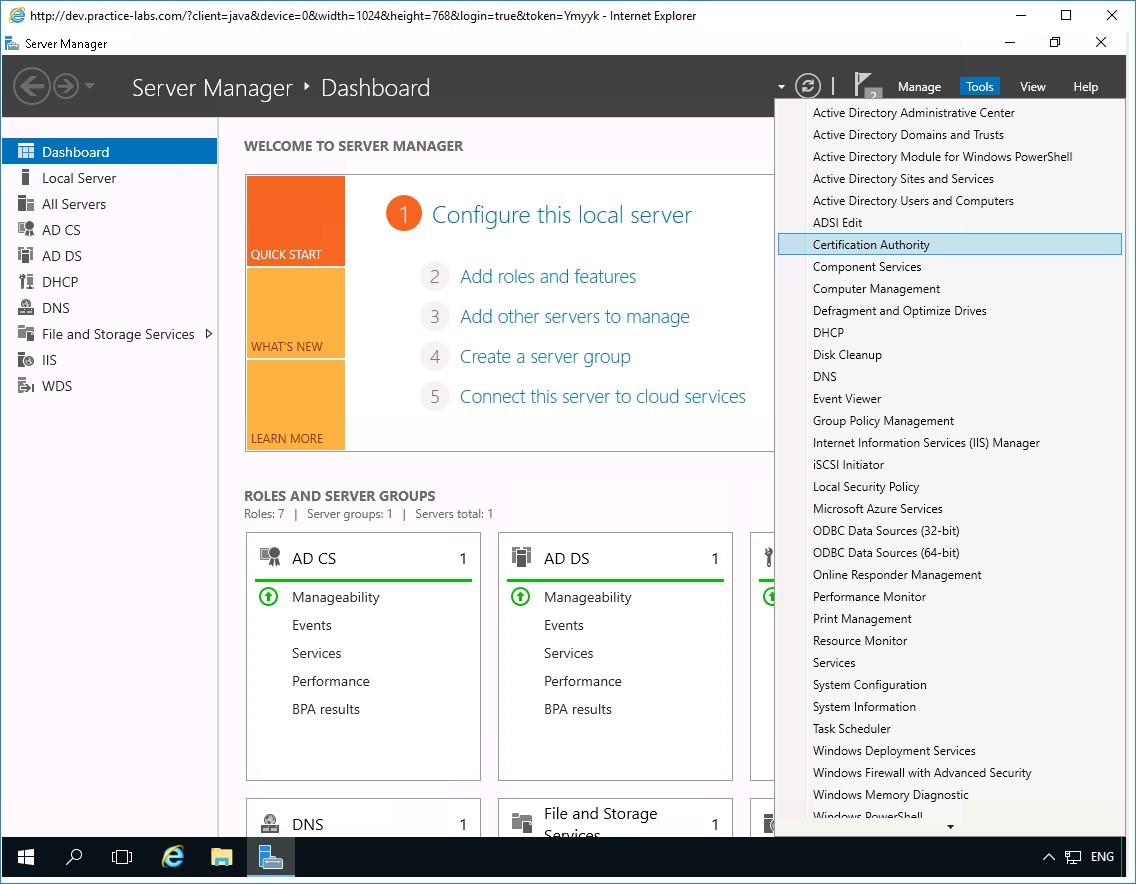 http://dev.practice-labs.com/?client=java&device=0&width=1024&height=768&login=true&token=Ymyyk - Internet Explorer
Server Manager
Server Manager ‣ Dashboard
2
Manage
Tools
View
Help
Dashboard
Local Server
All Servers
AD CS
AD DS
DHCP
DNS
File and Storage Services
IIS
WDS
WELCOME TO SERVER MANAGER
QUICK START
WHAT'S NEW
LEARN MORE
1 Configure this local server
2 Add roles and features
3 Add other servers to manage
4 Create a server group
5 Connect this server to cloud services
ROLES AND SERVER GROUPS
Roles: 7 | Server groups: 1 | Servers total: 1
AD CS 1
Manageability
Events
Services
Performance
BPA results
AD DS 1
Manageability
Events
Services
Performance
BPA results
DNS 1
File and Storage
Services
1
Active Directory Administrative Center
Active Directory Domains and Trusts
Active Directory Module for Windows PowerShell
Active Directory Sites and Services
Active Directory Users and Computers
ADSI Edit
Certification Authority
Component Services
Computer Management
Defragment and Optimize Drives
DHCP
Disk Cleanup
DNS
Event Viewer
Group Policy Management
Internet Information Services (IIS) Manager
iSCSI Initiator
Local Security Policy
Microsoft Azure Services
ODBC Data Sources (32-bit)
ODBC Data Sources (64-bit)
Online Responder Management
Performance Monitor
Print Management
Resource Monitor
Services
System Configuration
System Information
Task Scheduler
Windows Deployment Services
Windows Firewall with Advanced Security
Windows Memory Diagnostic
Windows PowerShell
ENG